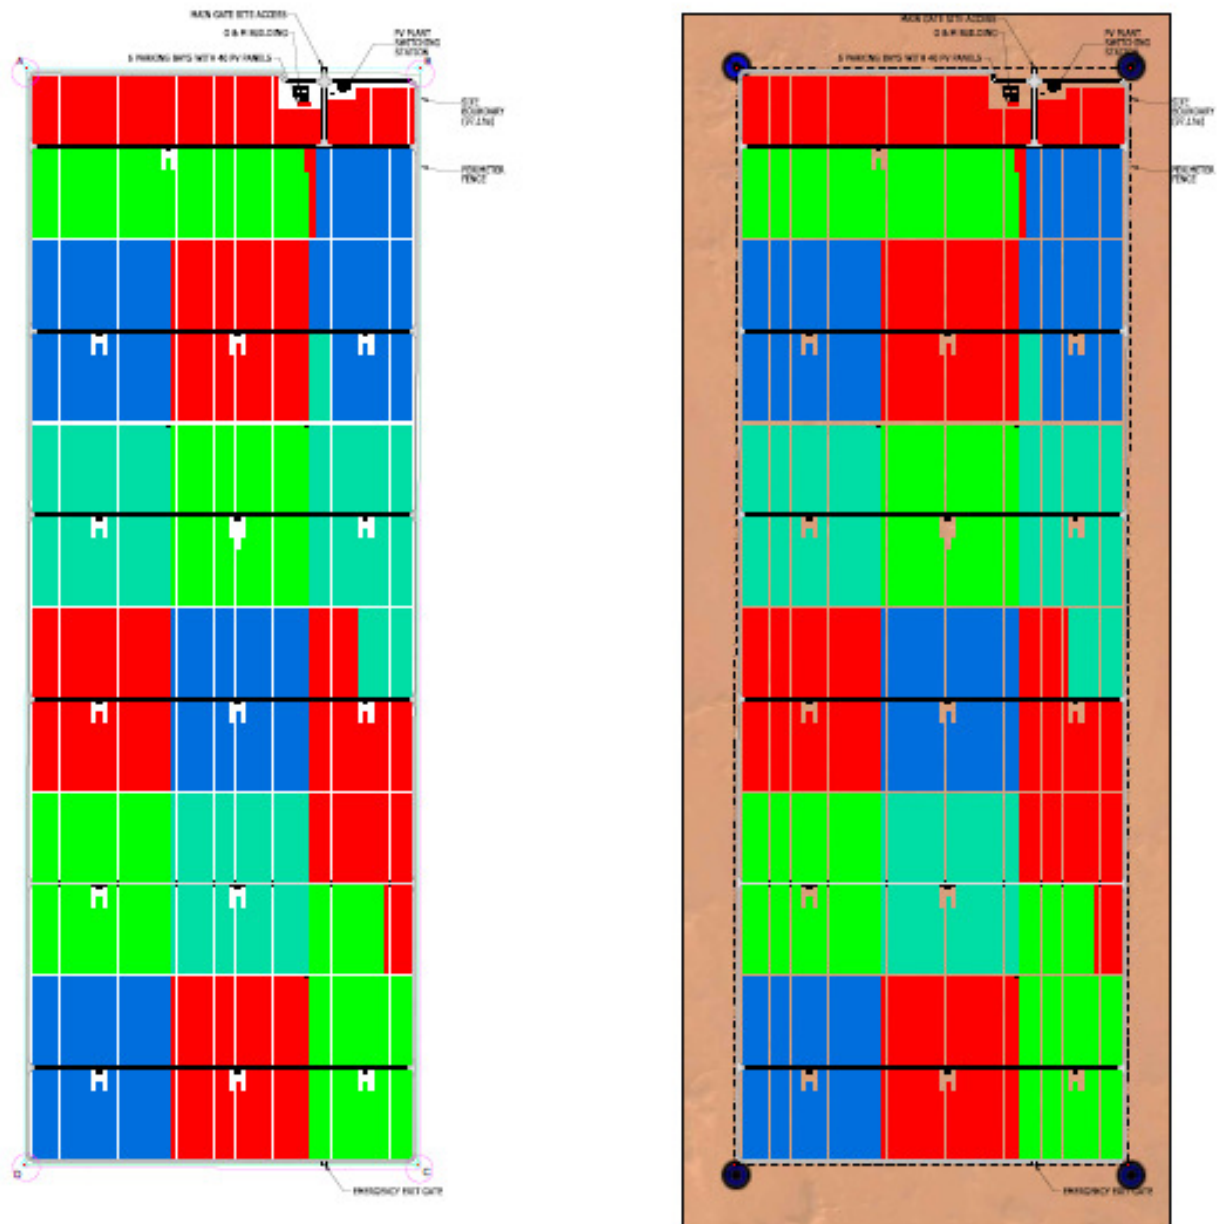 MAIN GATE SITE ACCESS
O & M BUILDING
6 PARKING BAYS WITH 40 PV PANELS
PV PLANT
SWITCHING
STATION
A
B
SITE
BOUNDARY
PERIMETER
FENCE
D
C
EMERGENCY EXIT GATE
MAIN GATE SITE ACCESS
O & M BUILDING
6 PARKING BAYS WITH 40 PV PANELS
PV PLANT
SWITCHING
STATION
SITE
BOUNDARY
PERIMETER
FENCE
EMERGENCY EXIT GATE